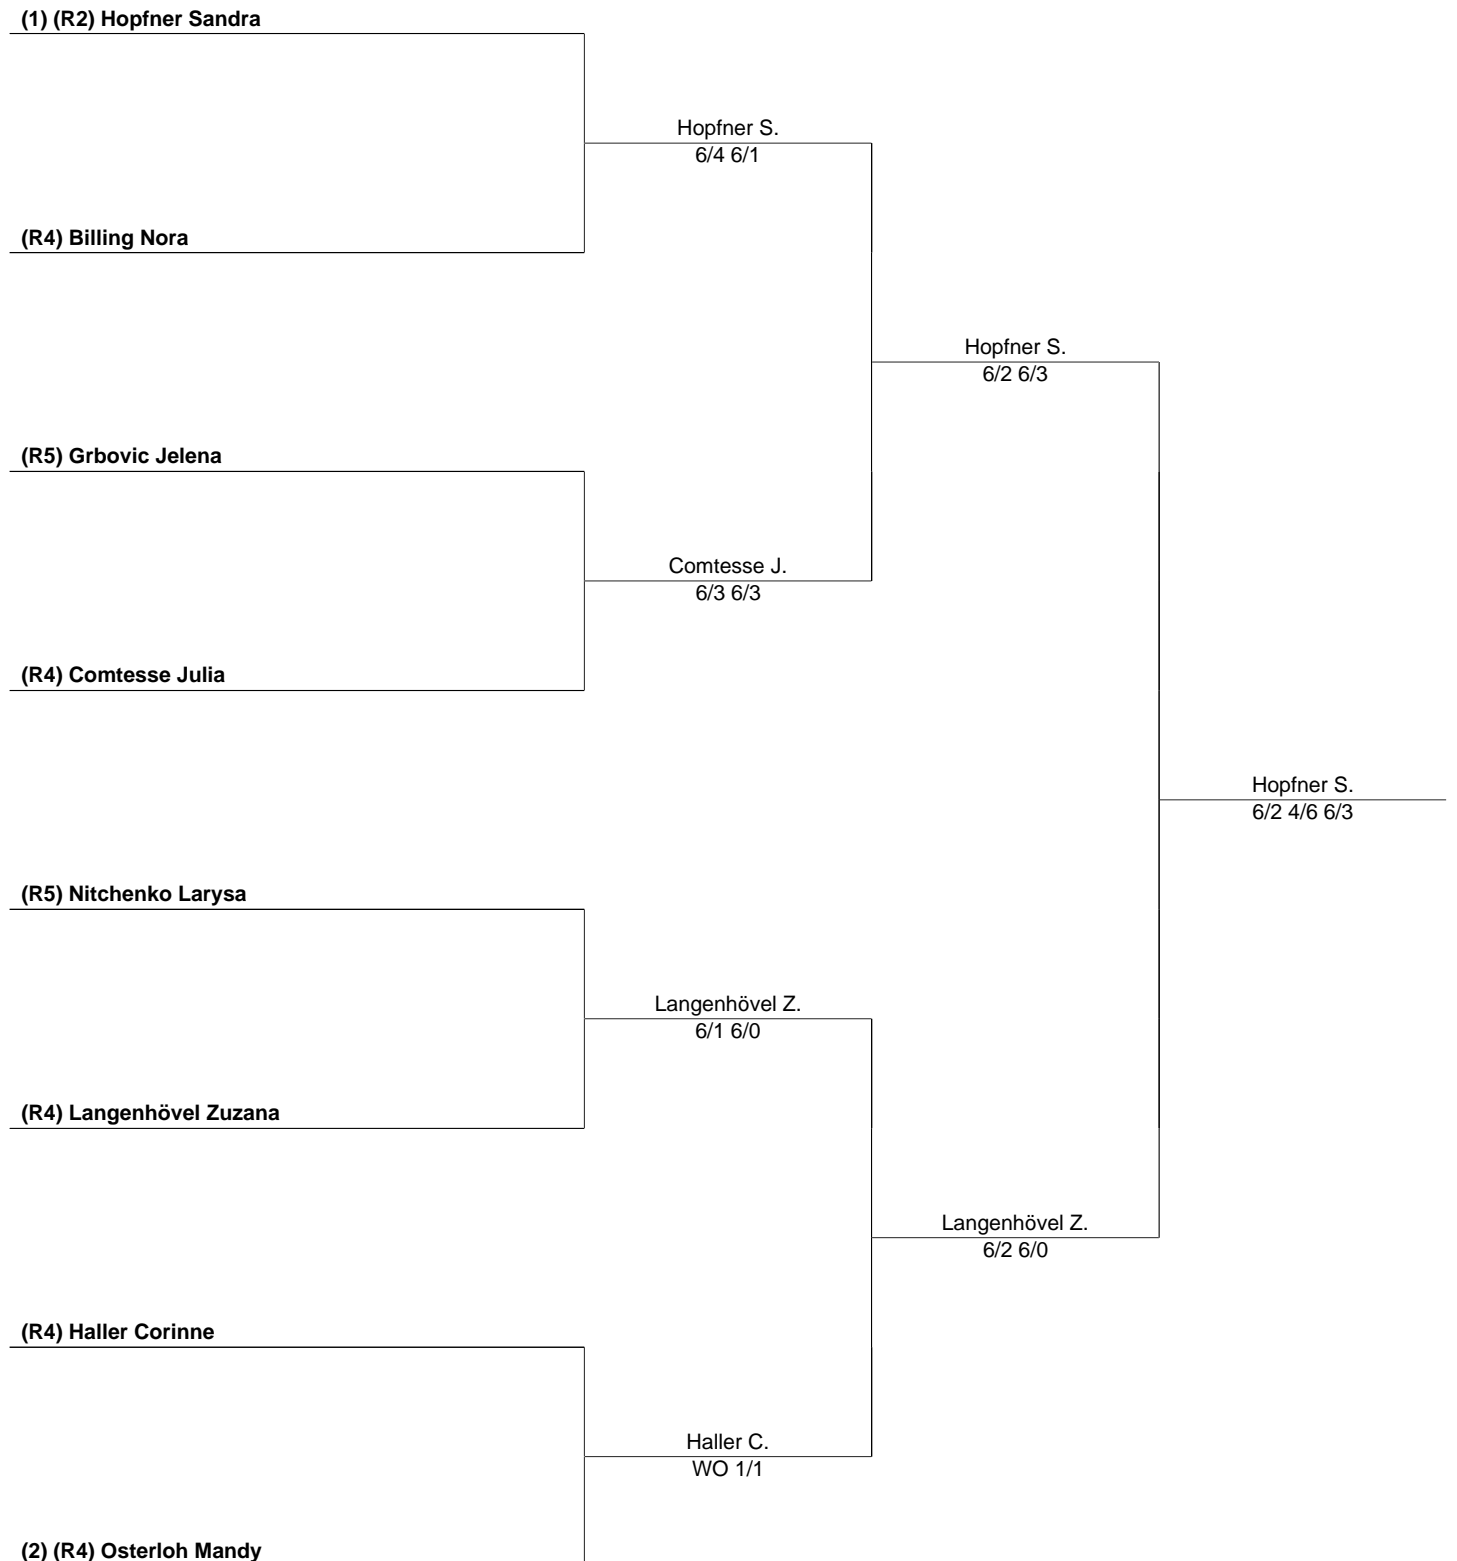 (1) (R2) Hopfner Sandra
Hopfner S.
6/4 6/1
(R4) Billing Nora
Hopfner S.
6/2 6/3
(R5) Grbovic Jelena
Comtesse J.
6/3 6/3
(R4) Comtesse Julia
Hopfner S.
6/2 4/6 6/3
(R5) Nitchenko Larysa
Langenhövel Z.
6/1 6/0
(R4) Langenhövel Zuzana
Langenhövel Z.
6/2 6/0
(R4) Haller Corinne
Haller C.
WO 1/1
(2) (R4) Osterloh Mandy